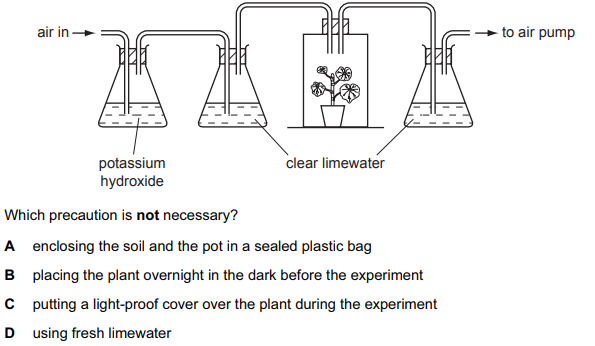 air in
to air pump
potassium
hydroxide
clear limewater
Which precaution is not necessary?
A enclosing the soil and the pot in a sealed plastic bag
B placing the plant overnight in the dark before the experiment
C putting a light-proof cover over the plant during the experiment
D using fresh limewater